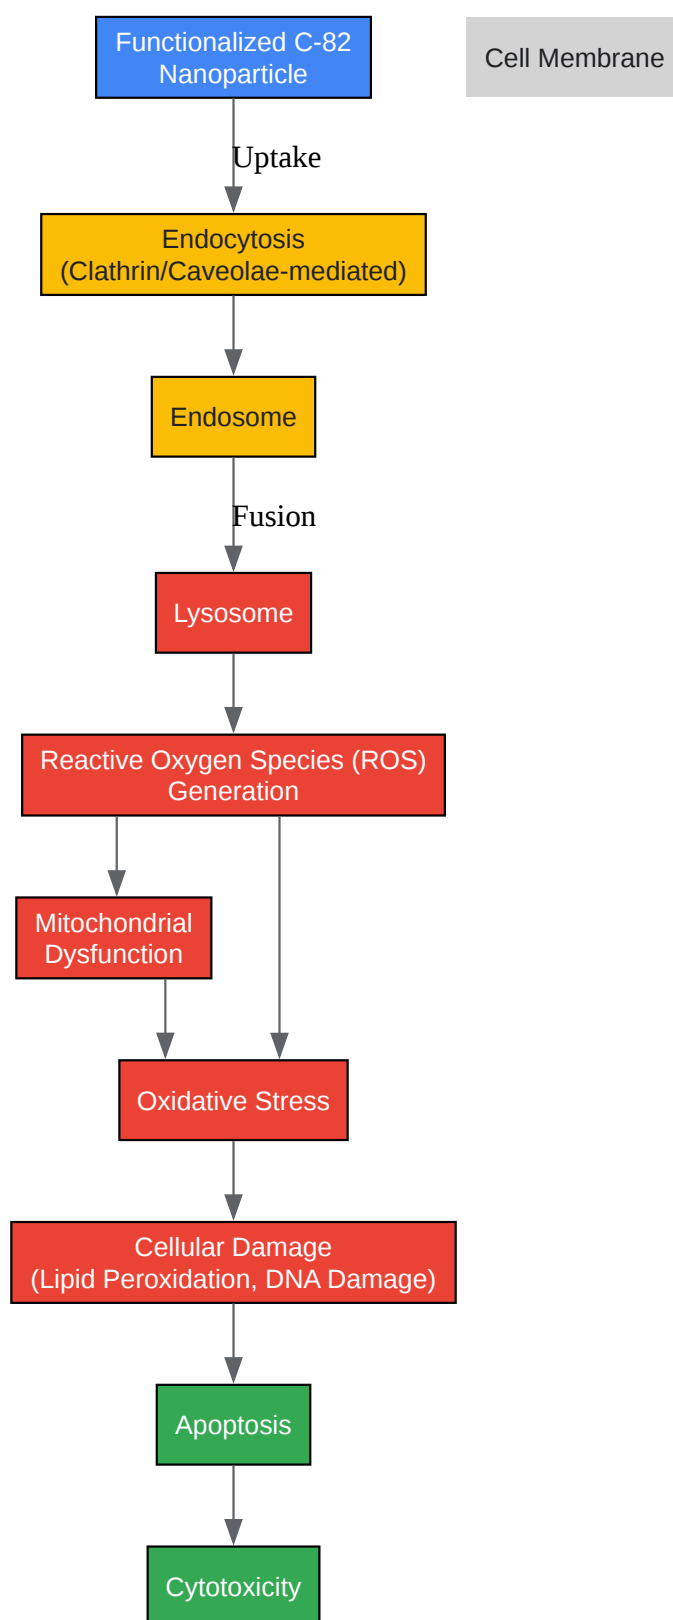 Functionalized C-82
Nanoparticle
Cell Membrane
Uptake
Endocytosis
(Clathrin/Caveolae-mediated)
Endosome
Fusion
Lysosome
Reactive Oxygen Species (ROS)
Generation
Mitochondrial
Dysfunction
Oxidative Stress
Cellular Damage
(Lipid Peroxidation, DNA Damage)
Apoptosis
Cytotoxicity